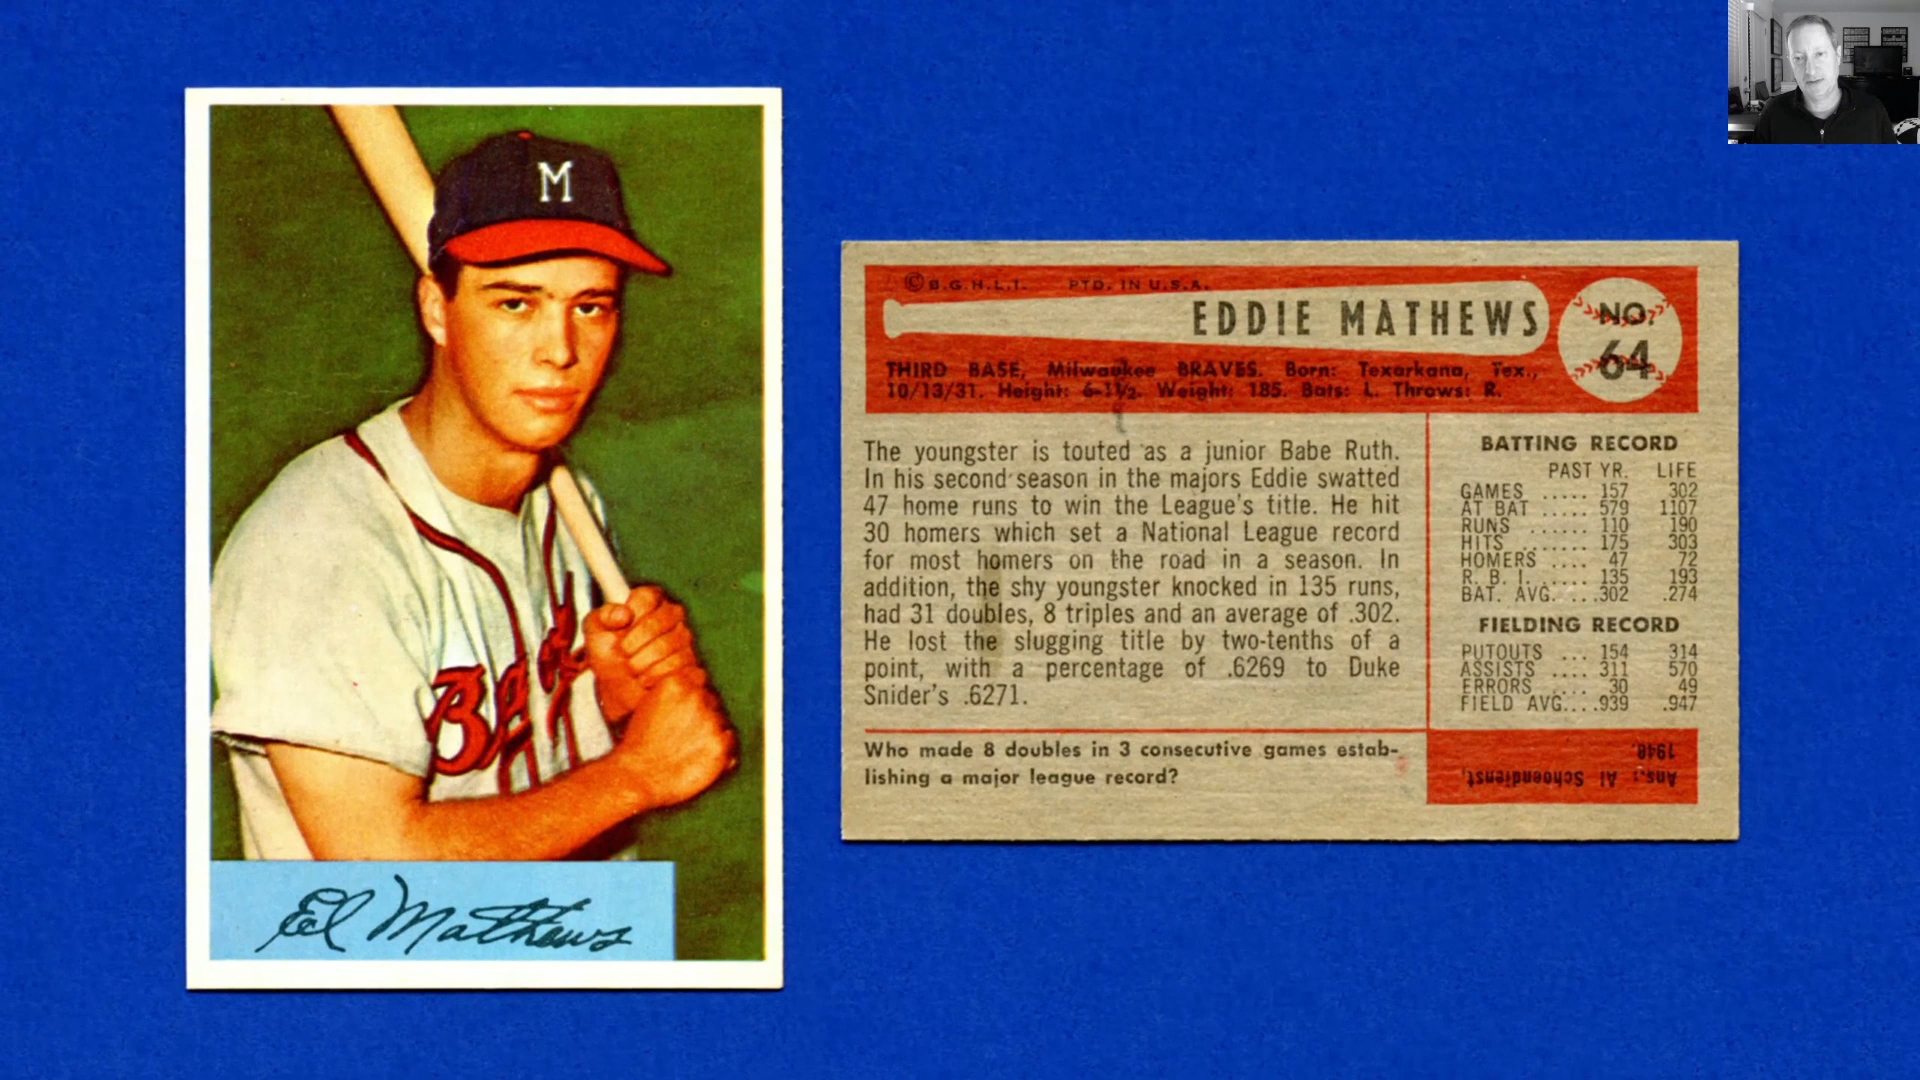 M
Braves
Ed Mathews
©B.G.H.L.I. PTD. IN U.S.A.
EDDIE MATHEWS
NO.
64
THIRD BASE, Milwaukee BRAVES. Born: Texarkana, Tex.,
10/13/31. Height: 6-1½. Weight: 185. Bats: L. Throws: R.
The youngster is touted as a junior Babe Ruth.
In his second season in the majors Eddie swatted
47 home runs to win the League's title. He hit
30 homers which set a National League record
for most homers on the road in a season. In
addition, the shy youngster knocked in 135 runs,
had 31 doubles, 8 triples and an average of .302.
He lost the slugging title by two-tenths of a
point, with a percentage of .6269 to Duke
Snider's .6271.
BATTING RECORD
PAST YR. LIFE
GAMES ..... 157 302
AT BAT ..... 579 1107
RUNS ...... 110 190
HITS ....... 175 303
HOMERS .... 47 72
R. B. I. ..... 135 193
BAT. AVG. ...302 .274
FIELDING RECORD
PUTOUTS ... 154 314
ASSISTS .... 311 570
ERRORS .... 30 49
FIELD AVG....939 .947
Who made 8 doubles in 3 consecutive games estab-
lishing a major league record?
Ans.: Al Schoendienst,
1948.